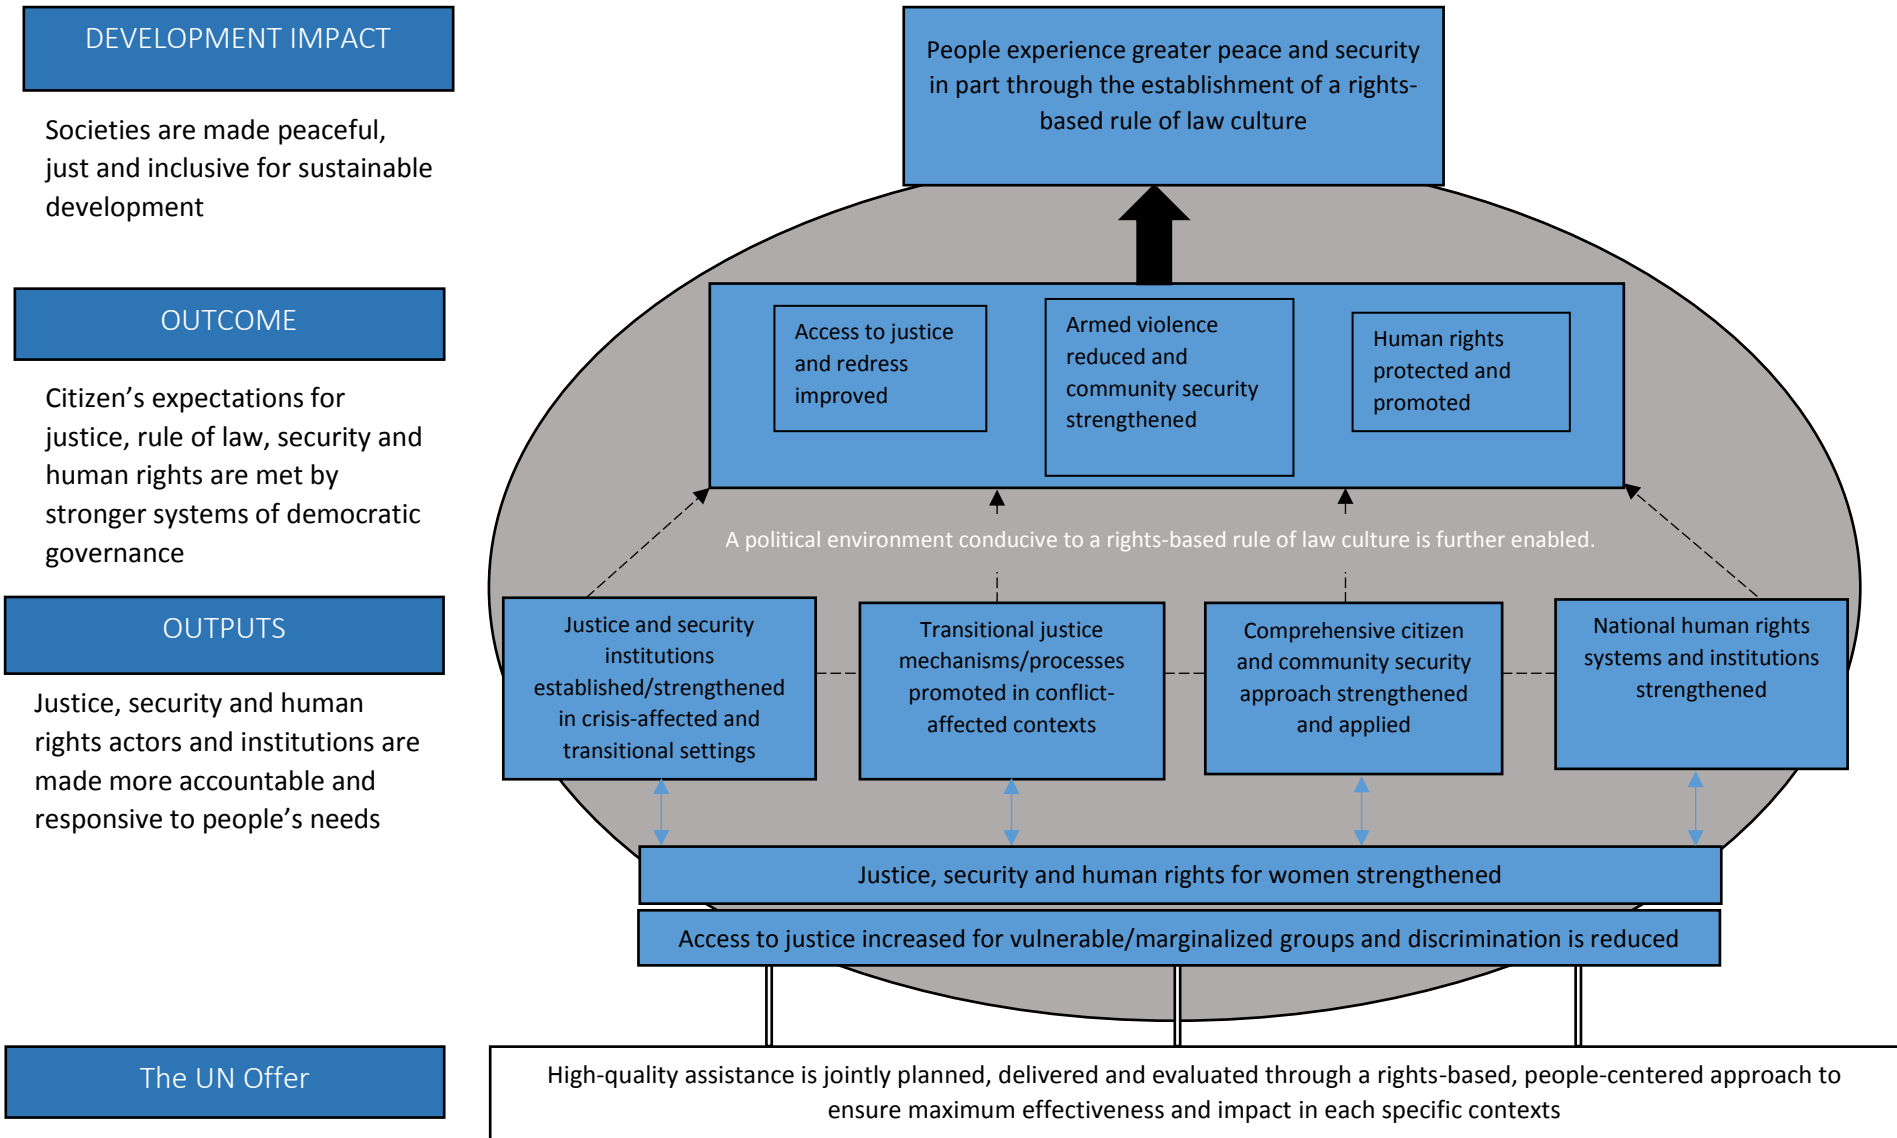 DEVELOPMENT IMPACT
Societies are made peaceful,
just and inclusive for sustainable
development
People experience greater peace and security
in part through the establishment of a rights-
based rule of law culture
OUTCOME
Citizen’s expectations for
justice, rule of law, security and
human rights are met by
stronger systems of democratic
governance
Access to justice
and redress
improved
Armed violence
reduced and
community security
strengthened
Human rights
protected and
promoted
A political environment conducive to a rights-based rule of law culture is further enabled.
OUTPUTS
Justice, security and human
rights actors and institutions are
made more accountable and
responsive to people’s needs
Justice and security
institutions
established/strengthened
in crisis-affected and
transitional settings
Transitional justice
mechanisms/processes
promoted in conflict-
affected contexts
Comprehensive citizen
and community security
approach strengthened
and applied
National human rights
systems and institutions
strengthened
Justice, security and human rights for women strengthened
Access to justice increased for vulnerable/marginalized groups and discrimination is reduced
The UN Offer
High-quality assistance is jointly planned, delivered and evaluated through a rights-based, people-centered approach to
ensure maximum effectiveness and impact in each specific contexts